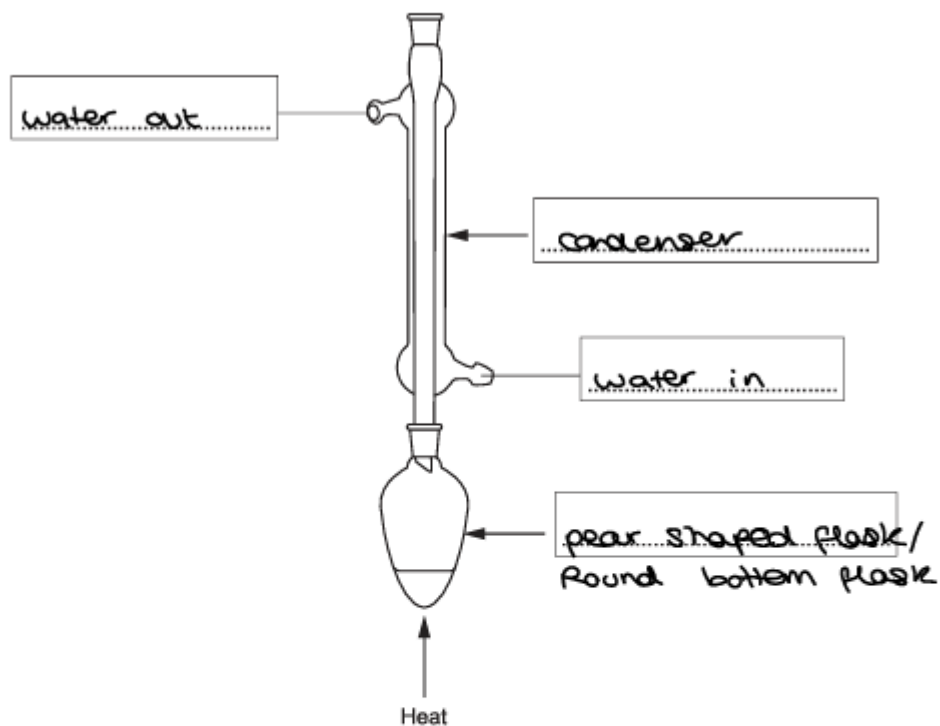 water out
condenser
water in
pear shaped flask/
Round bottom flask
Heat